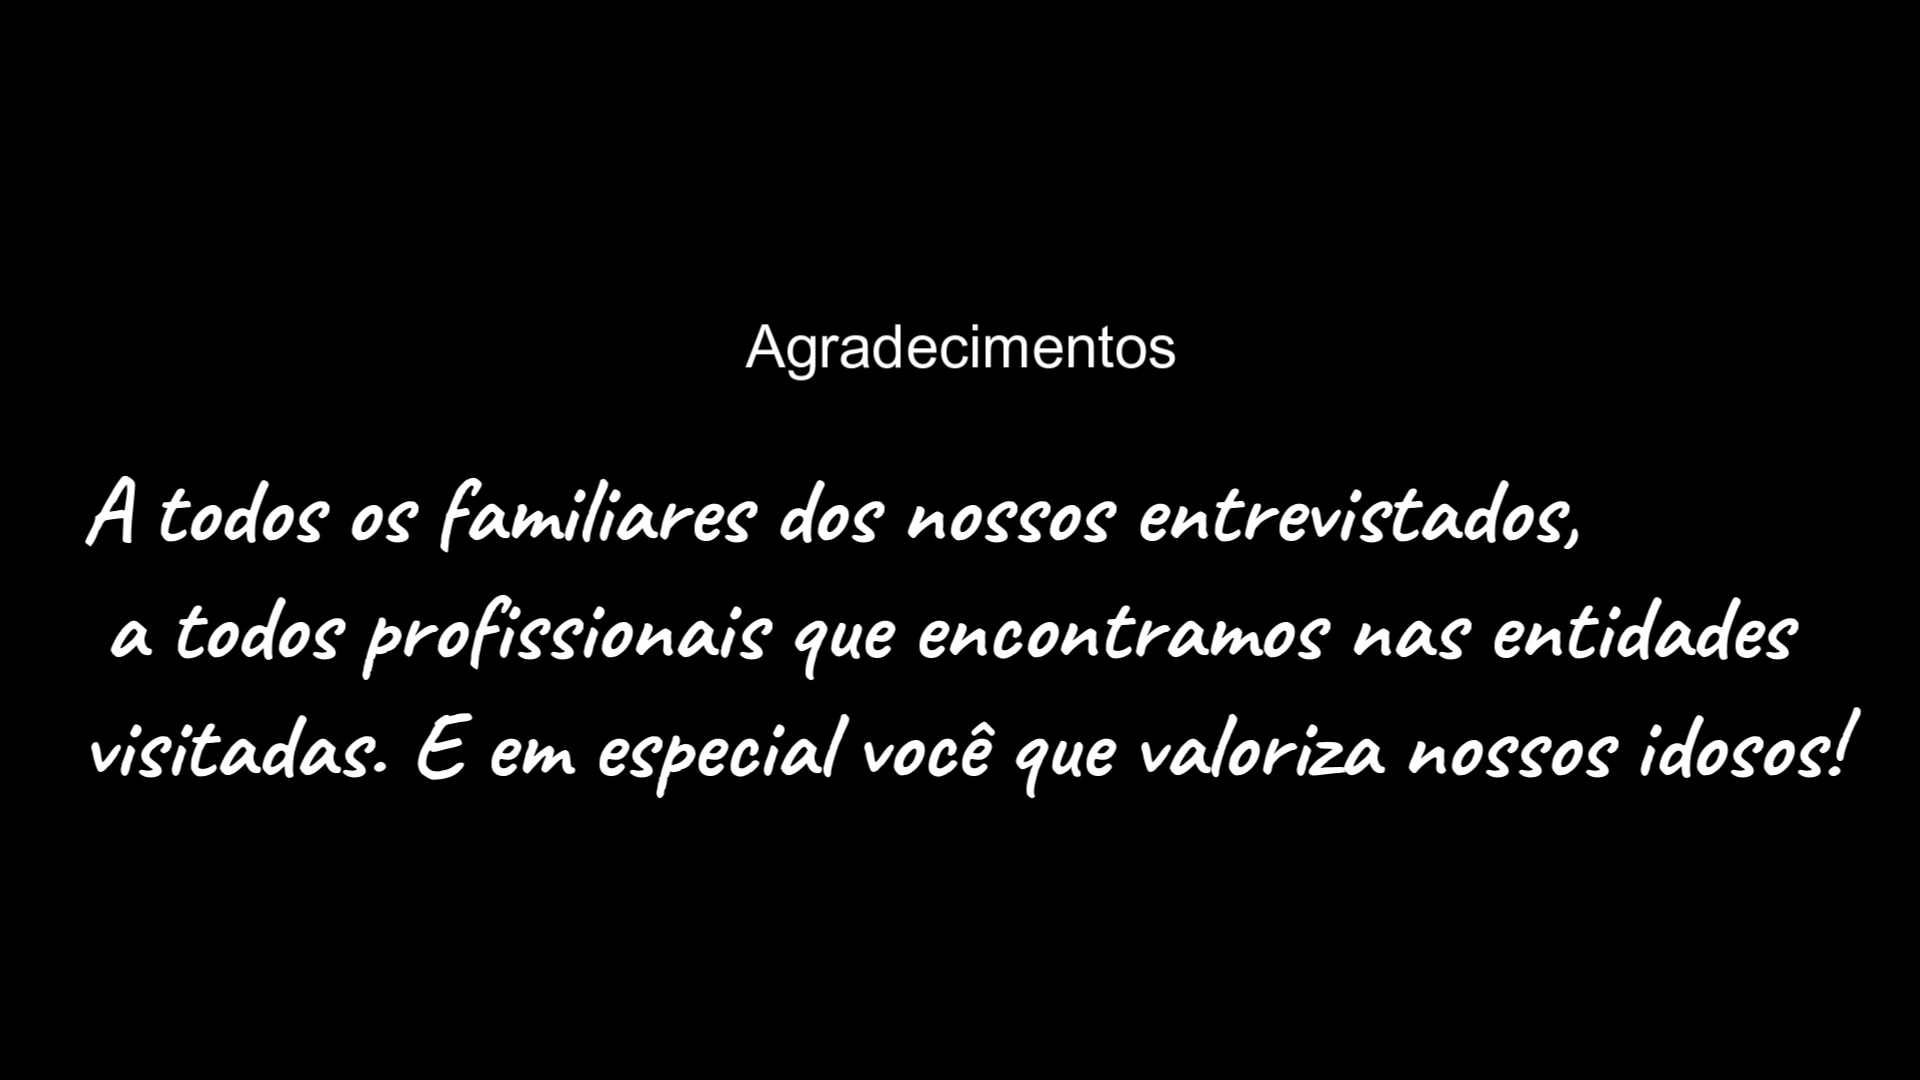 Agradecimentos
A todos os familiares dos nossos entrevistados,
a todos profissionais que encontramos nas entidades
visitadas. E em especial você que valoriza nossos idosos!